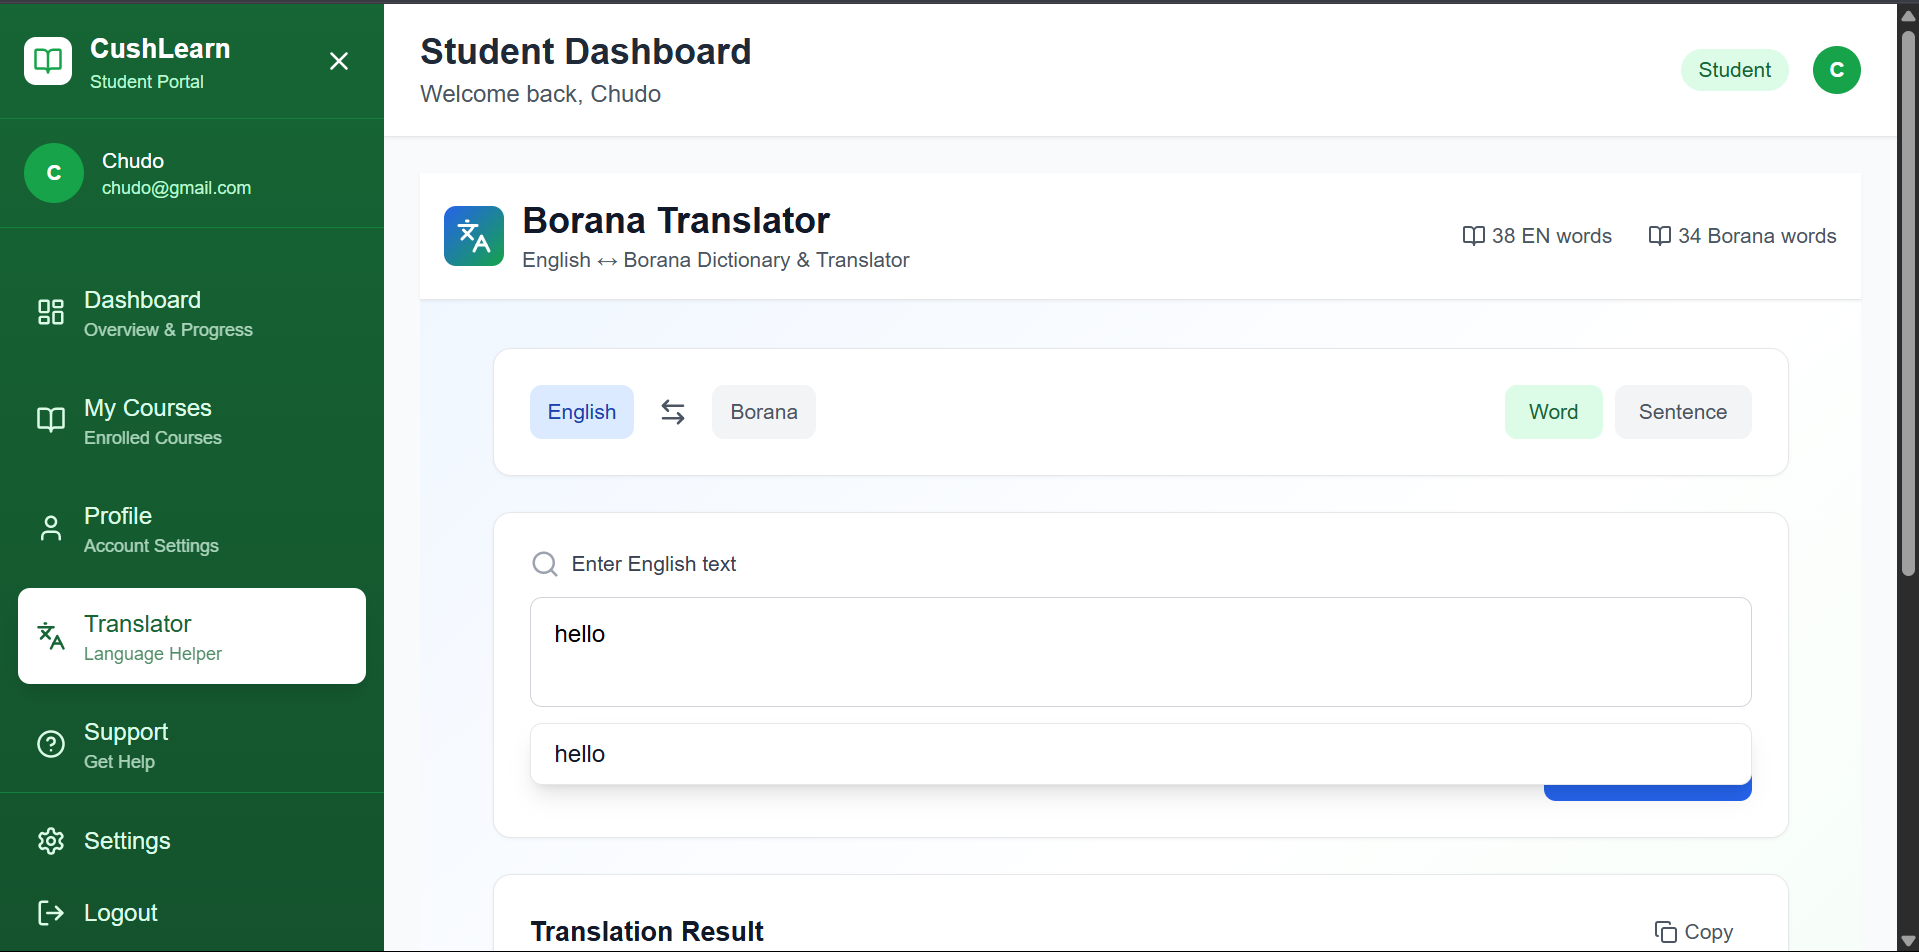 CushLearn
Student Portal
C
Chudo
chudo@gmail.com
Dashboard
Overview & Progress
My Courses
Enrolled Courses
Profile
Account Settings
Translator
Language Helper
Support
Get Help
Settings
Logout
Student Dashboard
Welcome back, Chudo
Student
C
Borana Translator
English ↔ Borana Dictionary & Translator
38 EN words
34 Borana words
English
Borana
Word
Sentence
Enter English text
hello
hello
Translation Result
Copy